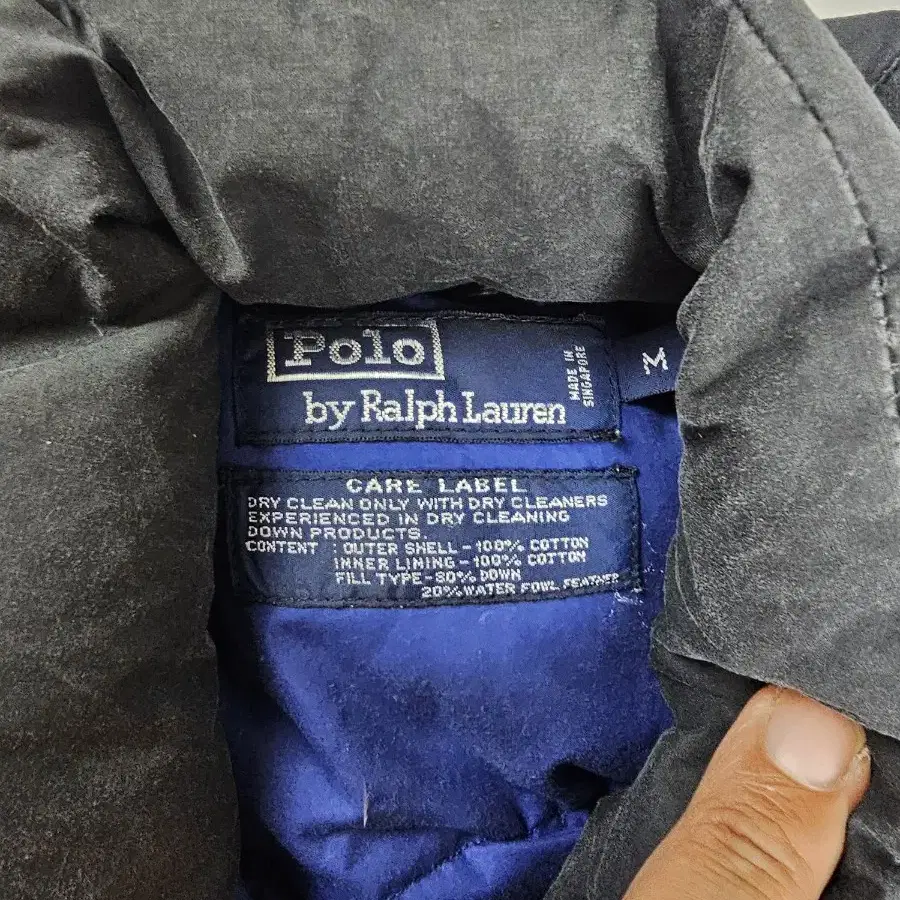 Polo
by Ralph Lauren
MADE IN
SINGAPORE
M
CARE LABEL
DRY CLEAN ONLY WITH DRY CLEANERS
EXPERIENCED IN DRY CLEANING
DOWN PRODUCTS.
CONTENT : OUTER SHELL - 100% COTTON
INNER LINING - 100% COTTON
FILL TYPE - 80% DOWN
20% WATER FOWL FEATHER